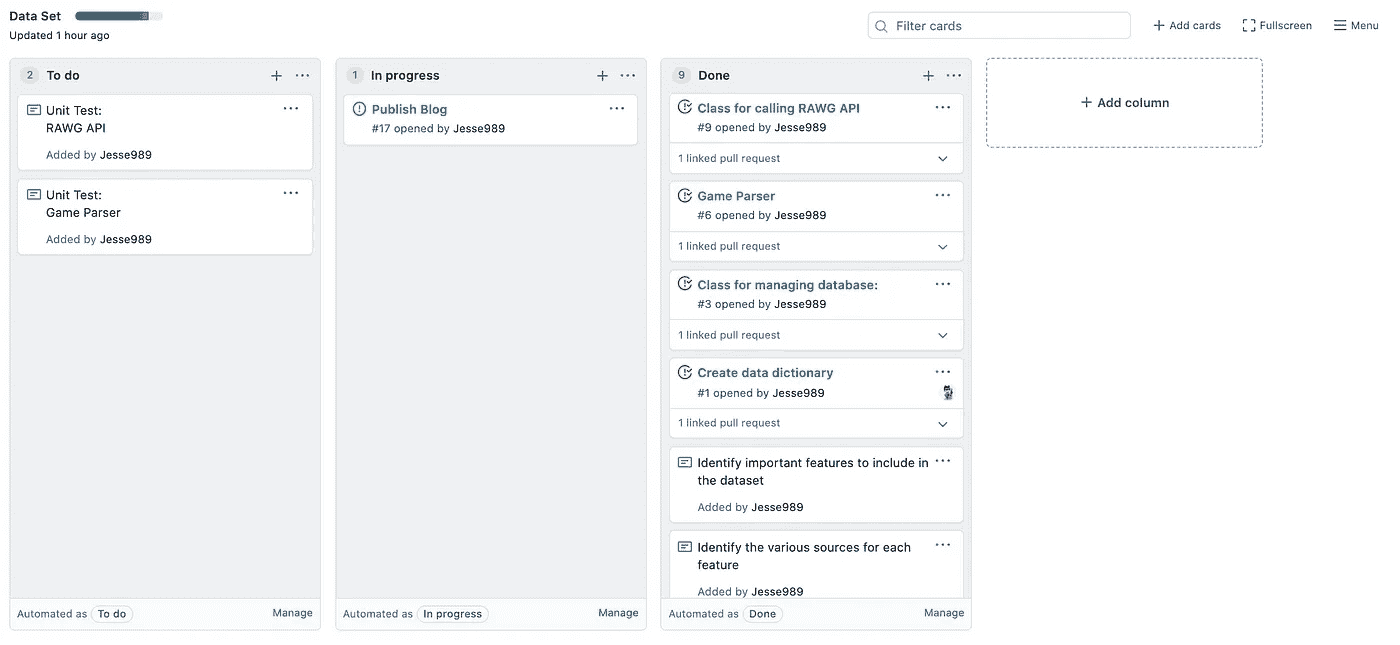 Data Set
Updated 1 hour ago
Filter cards
Add cards
Fullscreen
Menu
2 To do
Unit Test:
RAWG API
Added by Jesse989
Unit Test:
Game Parser
Added by Jesse989
Automated as To do
Manage
1 In progress
Publish Blog
#17 opened by Jesse989
Automated as In progress
Manage
9 Done
Class for calling RAWG API
#9 opened by Jesse989
1 linked pull request
Game Parser
#6 opened by Jesse989
1 linked pull request
Class for managing database:
#3 opened by Jesse989
1 linked pull request
Create data dictionary
#1 opened by Jesse989
1 linked pull request
Identify important features to include in
the dataset
Added by Jesse989
Identify the various sources for each
feature
Added by Jesse989
Automated as Done
Manage
+ Add column